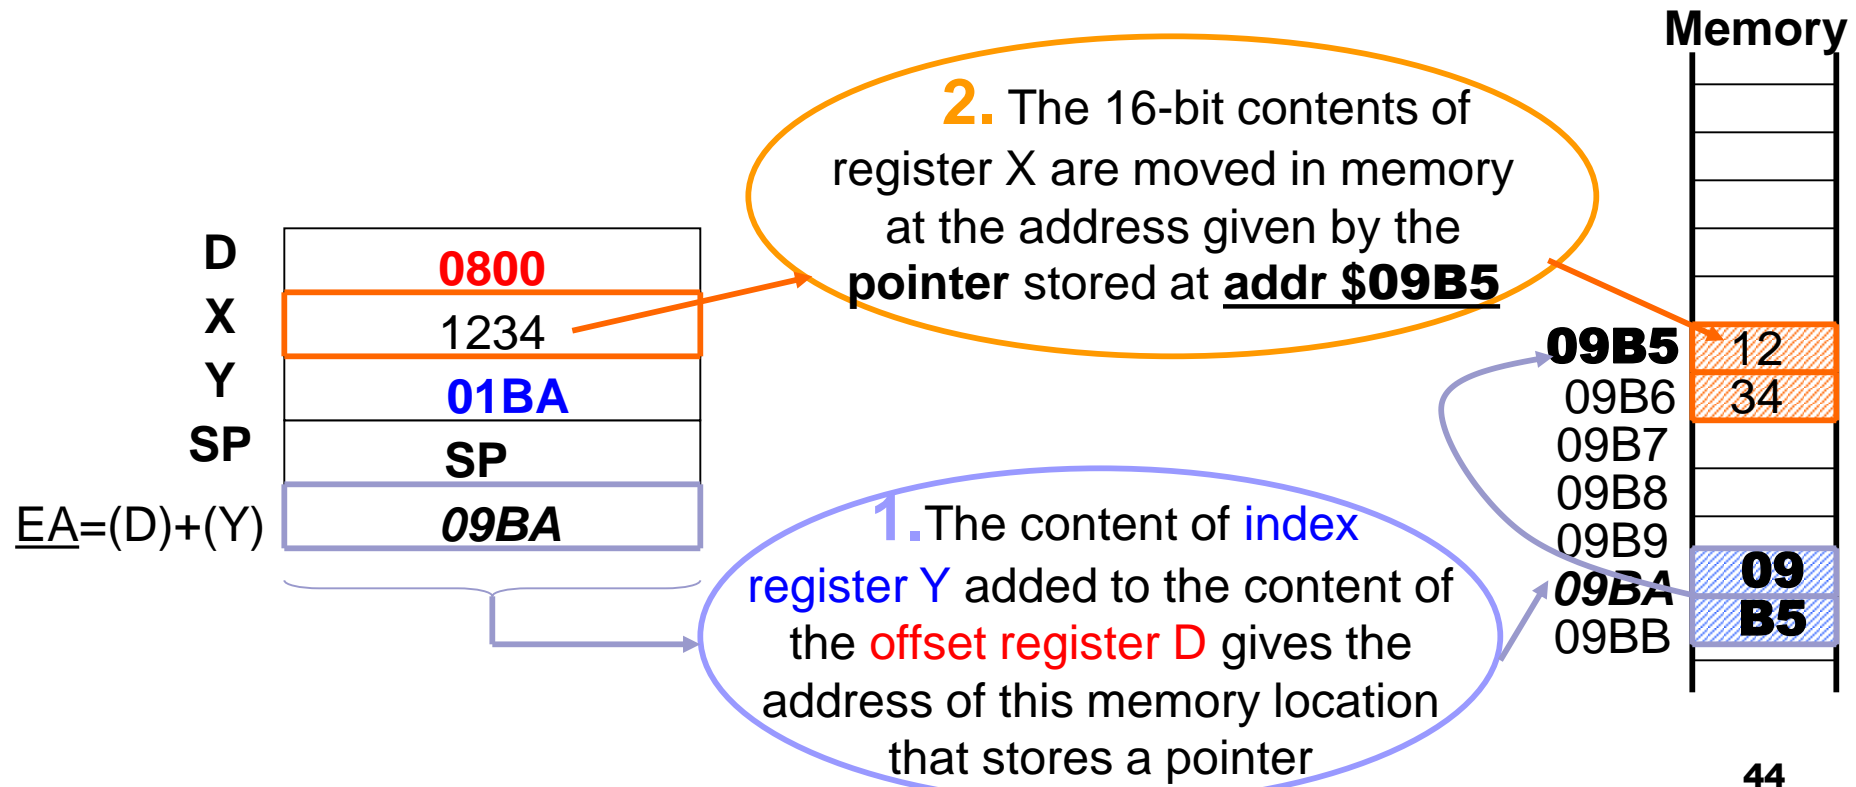 Memory
2. The 16-bit contents of
register X are moved in memory
at the address given by the
pointer stored at addr $09B5
D
0800
X
1234
Y
01BA
SP
SP
EA=(D)+(Y)
09BA
1.The content of index
register Y added to the content of
the offset register D gives the
address of this memory location
that stores a pointer
09B5
12
09B6
34
09B7
09B8
09B9
09BA
09
09BB
B5
44